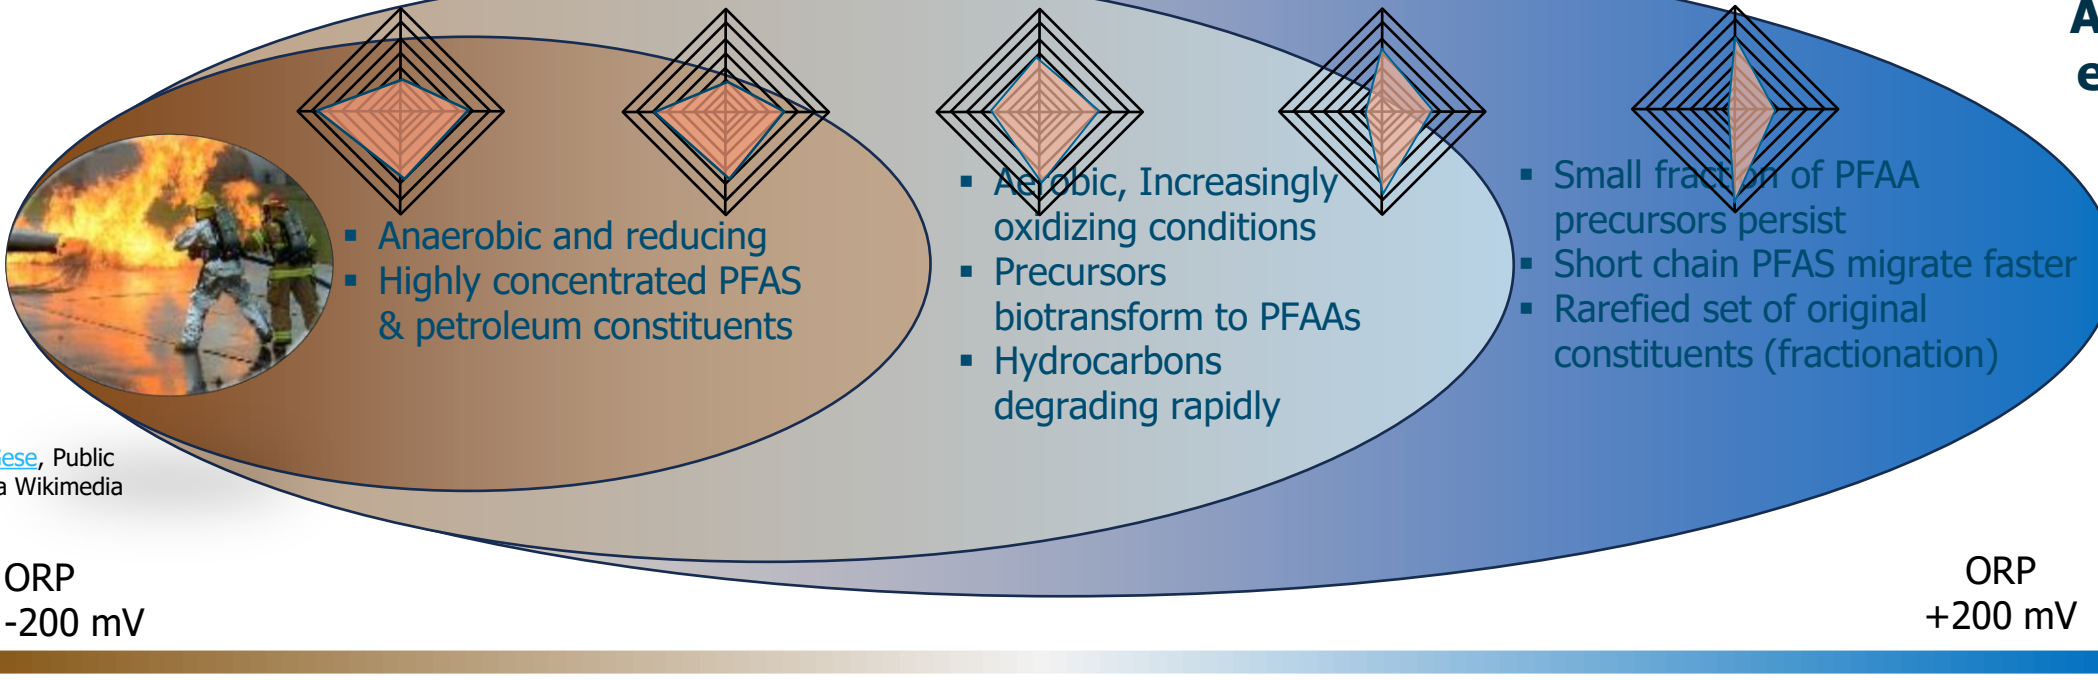 ▪ Anaerobic and reducing
▪ Highly concentrated PFAS
& petroleum constituents
▪ Aerobic, Increasingly
oxidizing conditions
▪ Precursors
biotransform to PFAAs
▪ Hydrocarbons
degrading rapidly
▪ Small fraction of PFAA
precursors persist
▪ Short chain PFAS migrate faster
▪ Rarefied set of original
constituents (fractionation)
, Public
Wikimedia
ORP
-200 mV
ORP
+200 mV